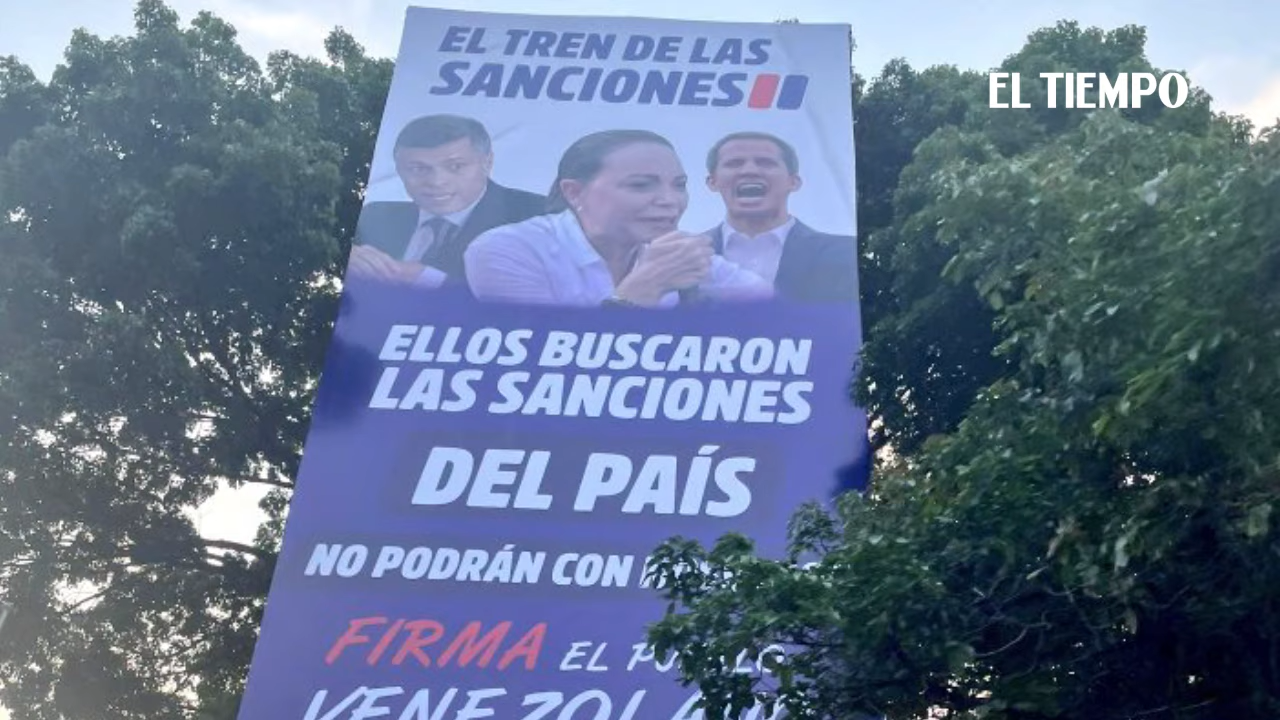 EL TREN DE LAS
SANCIONES
EL TIEMPO
ELLOS BUSCARON
LAS SANCIONES
DEL PAÍS
NO PODRÁN CON
FIRMA EL